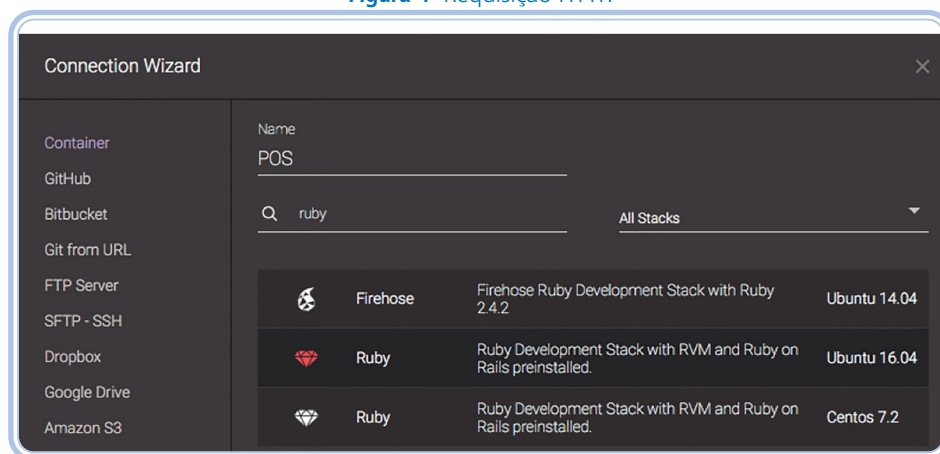 Connection Wizard
Container
GitHub
Bitbucket
Git from URL
FTP Server
SFTP - SSH
Dropbox
Google Drive
Amazon S3
Name
POS
ruby
All Stacks
Firehose
Firehose Ruby Development Stack with Ruby
2.4.2
Ubuntu 14.04
Ruby
Ruby Development Stack with RVM and Ruby on
Rails preinstalled.
Ubuntu 16.04
Ruby
Ruby Development Stack with RVM and Ruby on
Rails preinstalled.
Centos 7.2